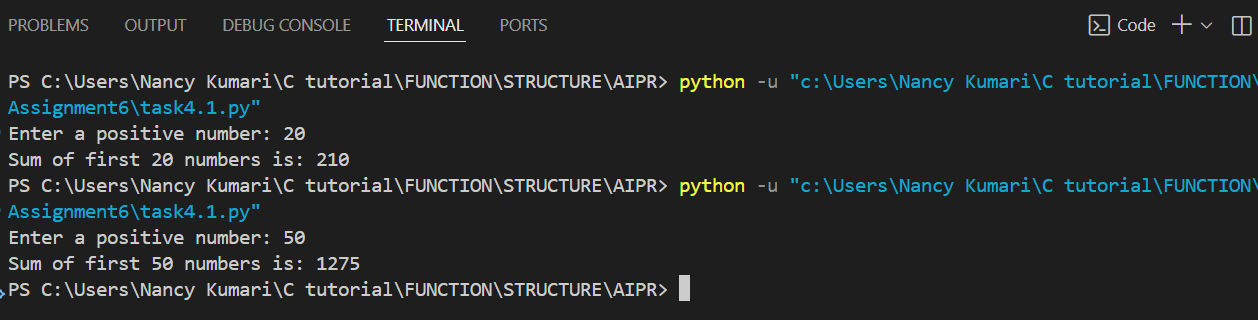 PROBLEMS OUTPUT DEBUG CONSOLE TERMINAL PORTS Code
PS C:\Users\Nancy Kumari\C tutorial\FUNCTION\STRUCTURE\AIPR> python -u "c:\Users\Nancy Kumari\C tutorial\FUNCTION\
Assignment6\task4.1.py"
Enter a positive number: 20
Sum of first 20 numbers is: 210
PS C:\Users\Nancy Kumari\C tutorial\FUNCTION\STRUCTURE\AIPR> python -u "c:\Users\Nancy Kumari\C tutorial\FUNCTION\
Assignment6\task4.1.py"
Enter a positive number: 50
Sum of first 50 numbers is: 1275
PS C:\Users\Nancy Kumari\C tutorial\FUNCTION\STRUCTURE\AIPR>